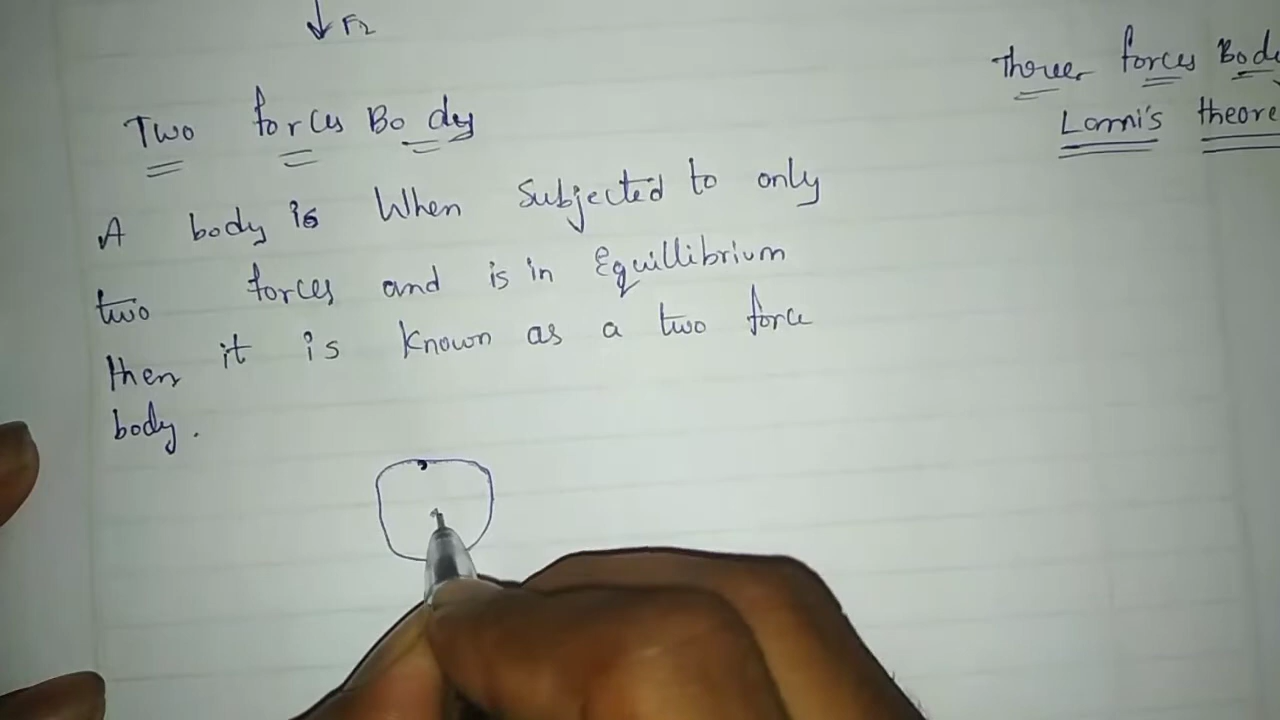 F2
Two forces Body
A body is When Subjected to only
two forces and is in Equillibrium
then it is known as a two force
body.
Three forces Bod
Lami's theore